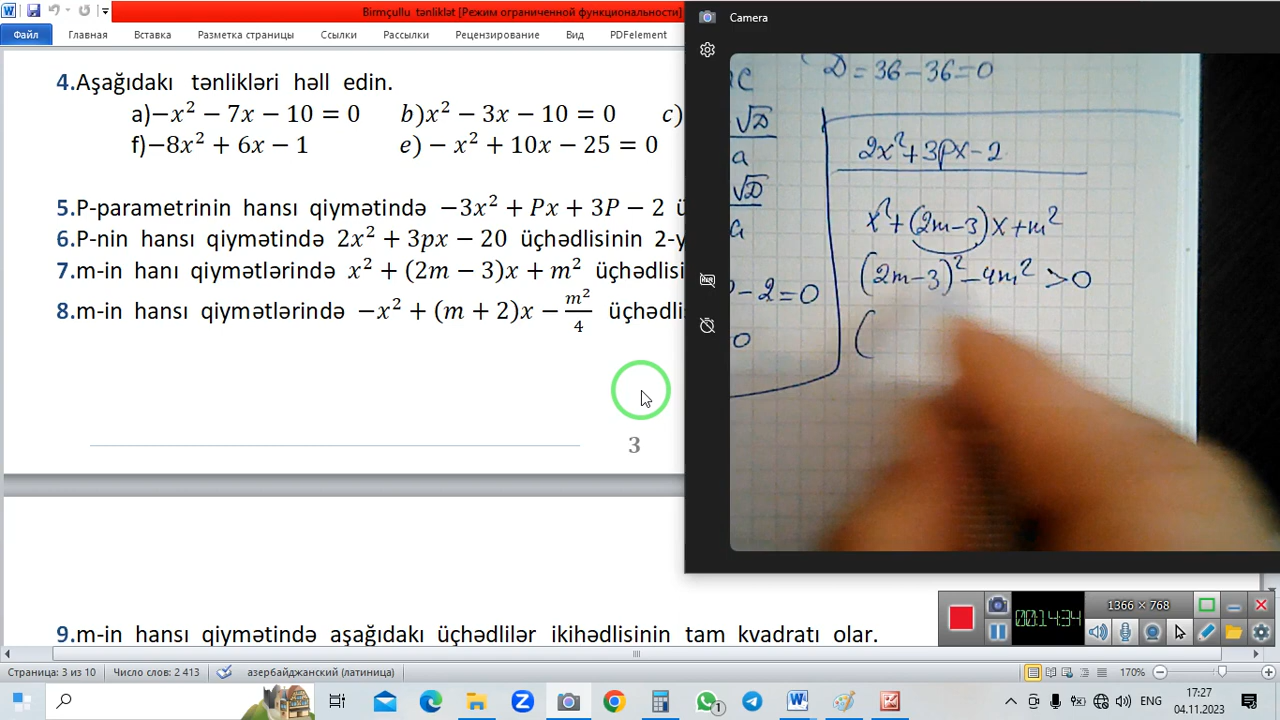 Birmçullu tənliklət [Режим ограниченной функциональности]
Файл Главная Вставка Разметка страницы Ссылки Рассылки Рецензирование Вид PDFelement
4.Aşağıdakı tənlikləri həll edin.
a)−x² − 7x − 10 = 0 b)x² − 3x − 10 = 0 c)
f)−8x² + 6x − 1 e) − x² + 10x − 25 = 0
5.P-parametrinin hansı qiymətində −3x² + Px + 3P − 2
6.P-nin hansı qiymətində 2x² + 3px − 20 üçhədlisinin 2-y
7.m-in hanı qiymətlərində x² + (2m − 3)x + m² üçhədlis
8.m-in hansı qiymətlərində −x² + (m + 2)x − m²/4 üçhədl
3
9.m-in hansı qiymətində aşağıdakı üçhədlilər ikihədlisinin tam kvadratı olar.
Camera
D = 36 − 36 = 0
√D
a
√D
a
− 2 = 0
0
2x² + 3px − 2
x² + (2m − 3)x + m²
(2m − 3)² − 4m² > 0
(
00:14:34
1366 × 768
Страница: 3 из 10 Число слов: 2 413 азербайджанский (латиница) 170%
1 ENG 17:27
04.11.2023